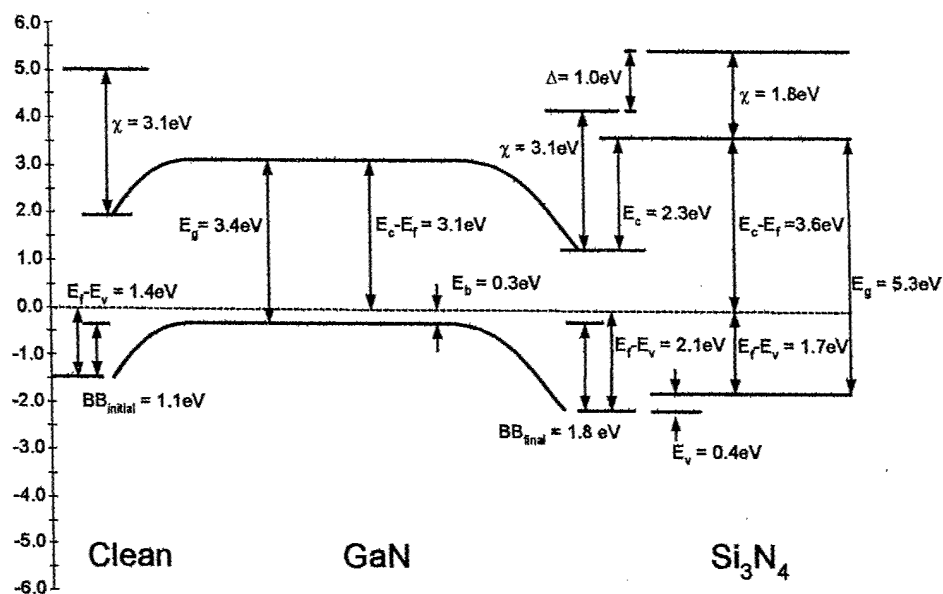 6.0
5.0
4.0
3.0
2.0
1.0
0.0
-1.0
-2.0
-3.0
-4.0
-5.0
-6.0
χ = 3.1eV
Δ= 1.0eV
χ = 1.8eV
χ = 3.1eV
E_g= 3.4eV
E_c-E_f = 3.1eV
E_c = 2.3eV
E_c-E_f=3.6eV
E_f-E_v = 1.4eV
E_b = 0.3eV
E_g = 5.3eV
E_f-E_v = 2.1eV
E_f-E_v = 1.7eV
BB_initial = 1.1eV
BB_final = 1.8 eV
E_v = 0.4eV
Clean
GaN
Si₃N₄